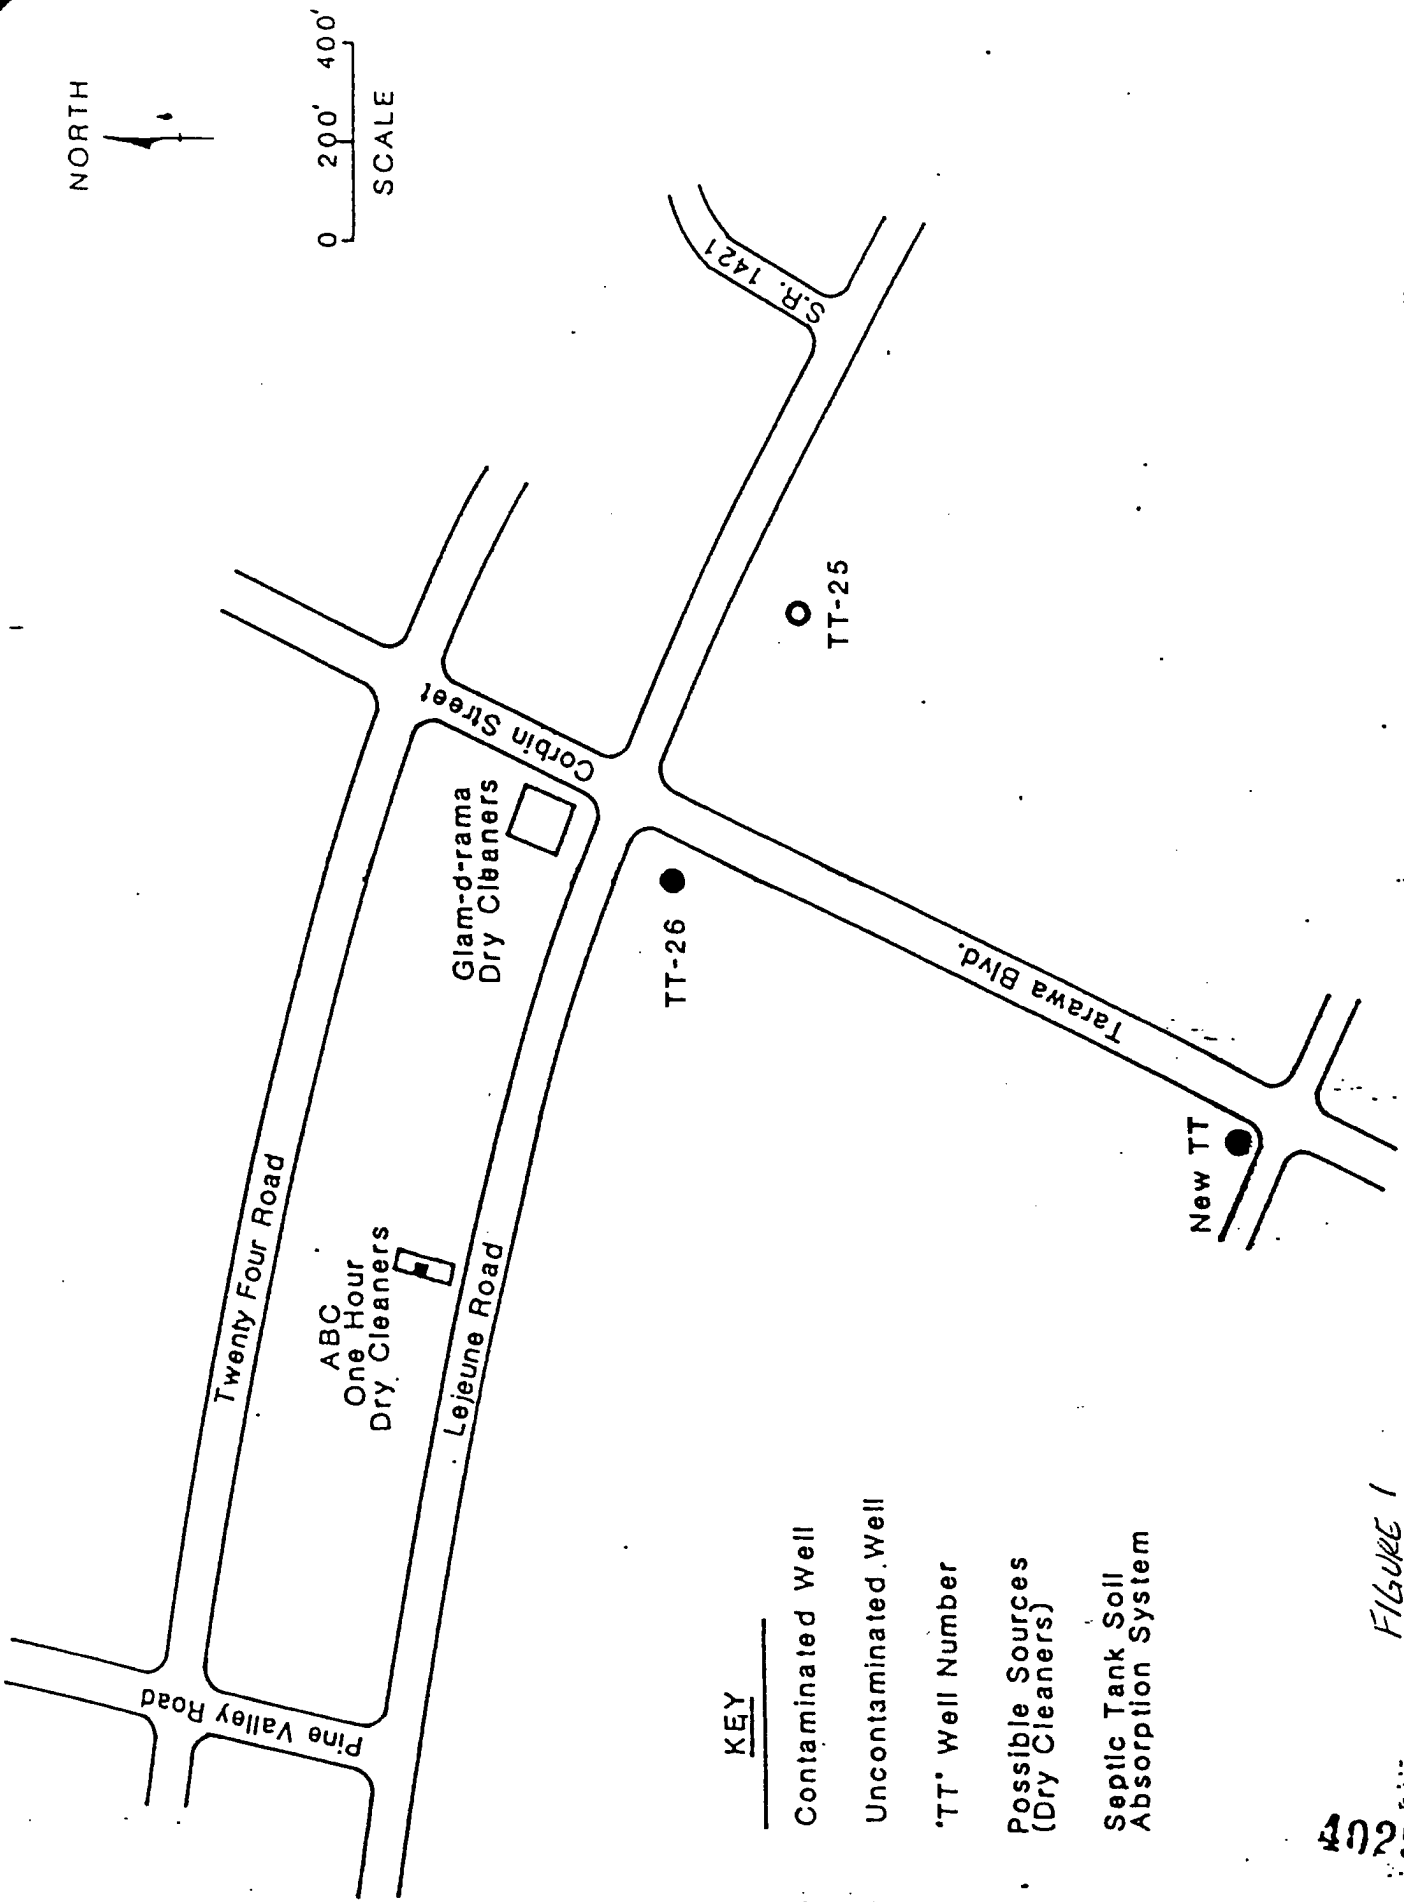 NORTH
0 200' 400'
SCALE
S.R. 1421
Corbin Street
Glam-d-rama
Dry Cleaners
TT-25
TT-26
Tarawa Blvd.
New TT
Twenty Four Road
ABC
One Hour
Dry Cleaners
Lejeune Road
Pine Valley Road
KEY
Contaminated Well
Uncontaminated Well
"TT" Well Number
Possible Sources
(Dry Cleaners)
Septic Tank Soil
Absorption System
FIGURE 1
402